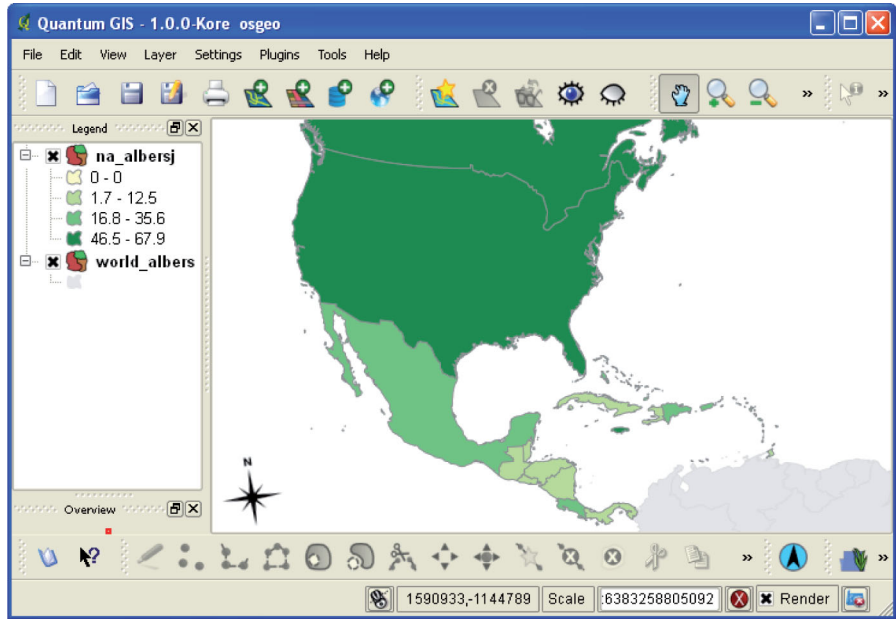 Quantum GIS - 1.0.0-Kore osgeo
File Edit View Layer Settings Plugins Tools Help
» »
Legend
na_albersj
0 - 0
1.7 - 12.5
16.8 - 35.6
46.5 - 67.9
world_albers
N
Overview
» »
1590933,-1144789 Scale :6383258805092 Render